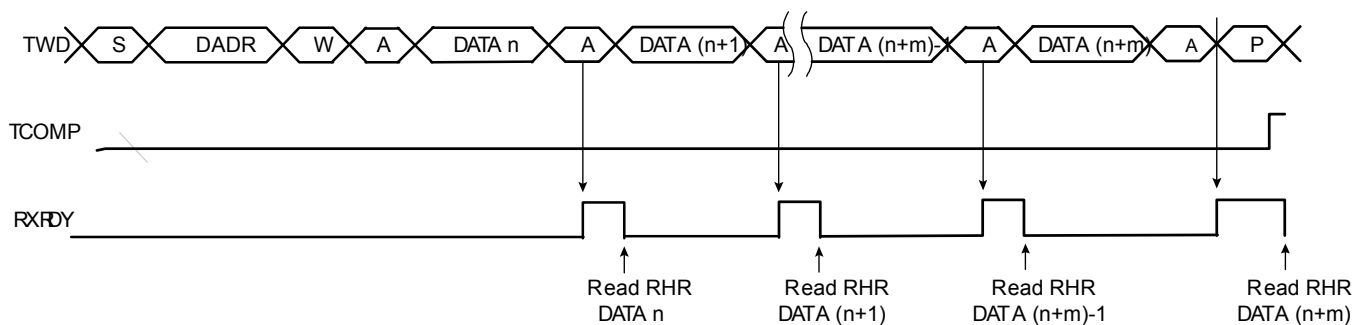 TWD S DADR W A DATA n A DATA (n+1) A DATA (n+m)-1 A DATA (n+m) A P
TCOMP
RXRDY
Read RHR Read RHR Read RHR Read RHR
DATA n DATA (n+1) DATA (n+m)-1 DATA (n+m)